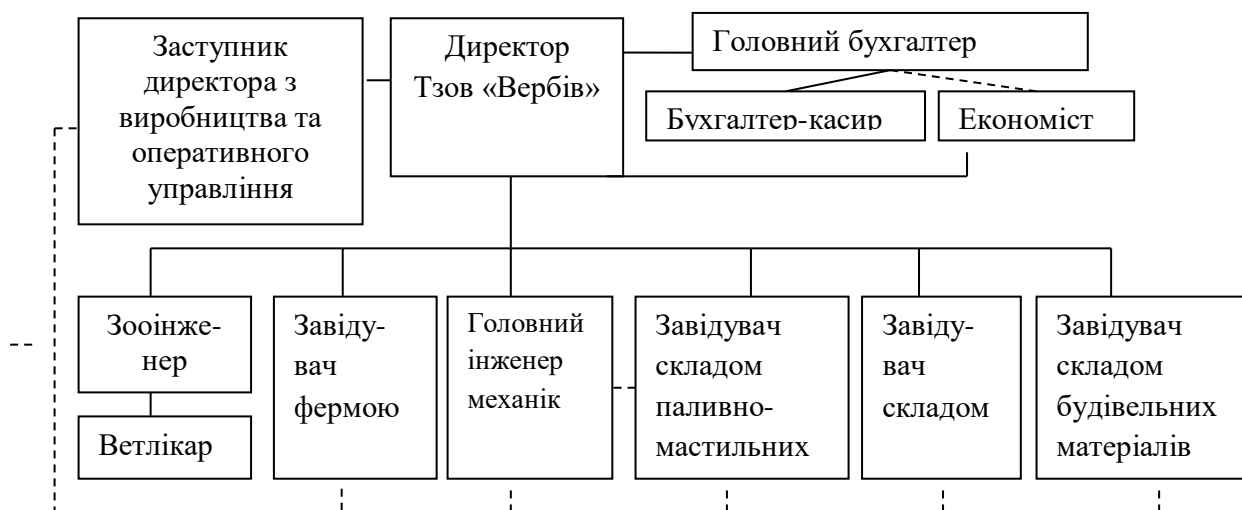 Заступник
директора з
виробництва та
оперативного
управління
Директор
Тзов «Вербів»
Головний бухгалтер
Бухгалтер-касир
Економіст
Зооінже-
нер
Ветлікар
Завіду-
вач
фермою
Головний
інженер
механік
Завідувач
складом
паливно-
мастильних
Завіду-
вач
складом
Завідувач
складом
будівельних
матеріалів